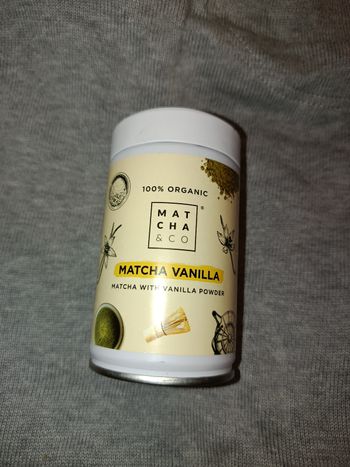 100% ORGANIC
MAT
CHA
& CO
®
MATCHA VANILLA
MATCHA WITH VANILLA POWDER